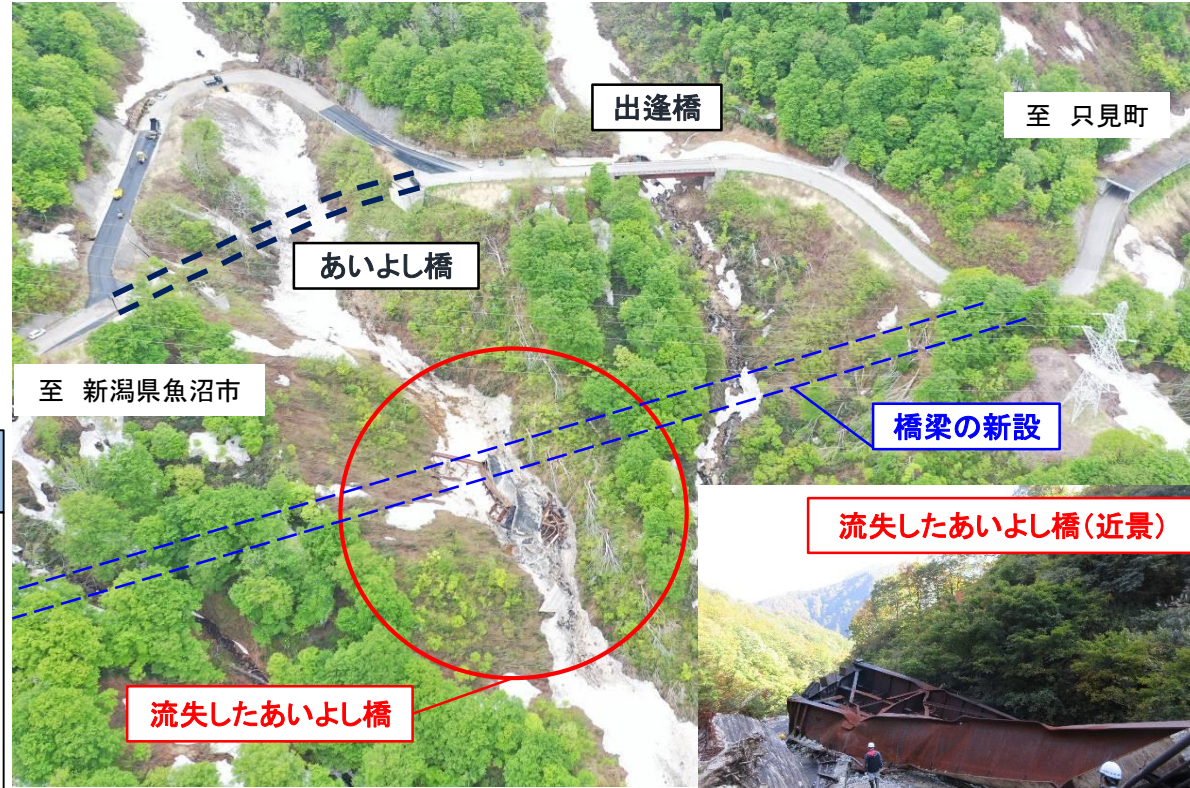 出逢橋
至 只見町
あいよし橋
至 新潟県魚沼市
橋梁の新設
流失したあいよし橋(近景)
流失したあいよし橋